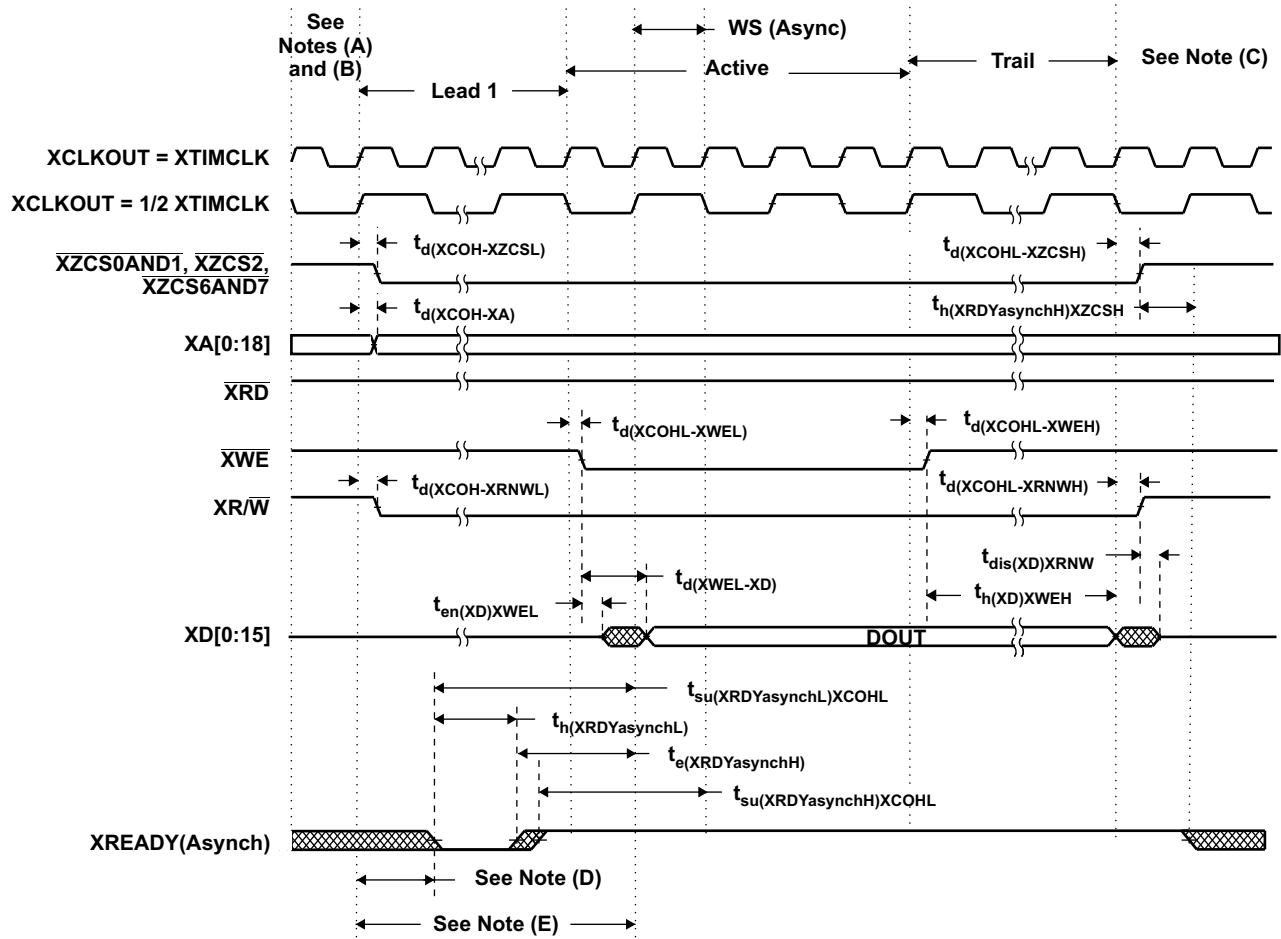 See
Notes (A)
and (B)
WS (Async)
Active
Trail
See Note (C)
Lead 1
XCLKOUT = XTIMCLK
XCLKOUT = 1/2 XTIMCLK
td(XCOH-XZCSL)
td(XCOHL-XZCSH)
XZCS0AND1, XZCS2,
XZCS6AND7
td(XCOH-XA)
th(XRDYasynchH)XZCSH
XA[0:18]
XRD
td(XCOHL-XWEL)
td(XCOHL-XWEH)
XWE
td(XCOH-XRNWL)
td(XCOHL-XRNWH)
XR/W
tdis(XD)XRNW
td(XWEL-XD)
ten(XD)XWEL
th(XD)XWEH
XD[0:15]
DOUT
tsu(XRDYasynchL)XCOHL
th(XRDYasynchL)
te(XRDYasynchH)
tsu(XRDYasynchH)XCOHL
XREADY(Asynch)
See Note (D)
See Note (E)